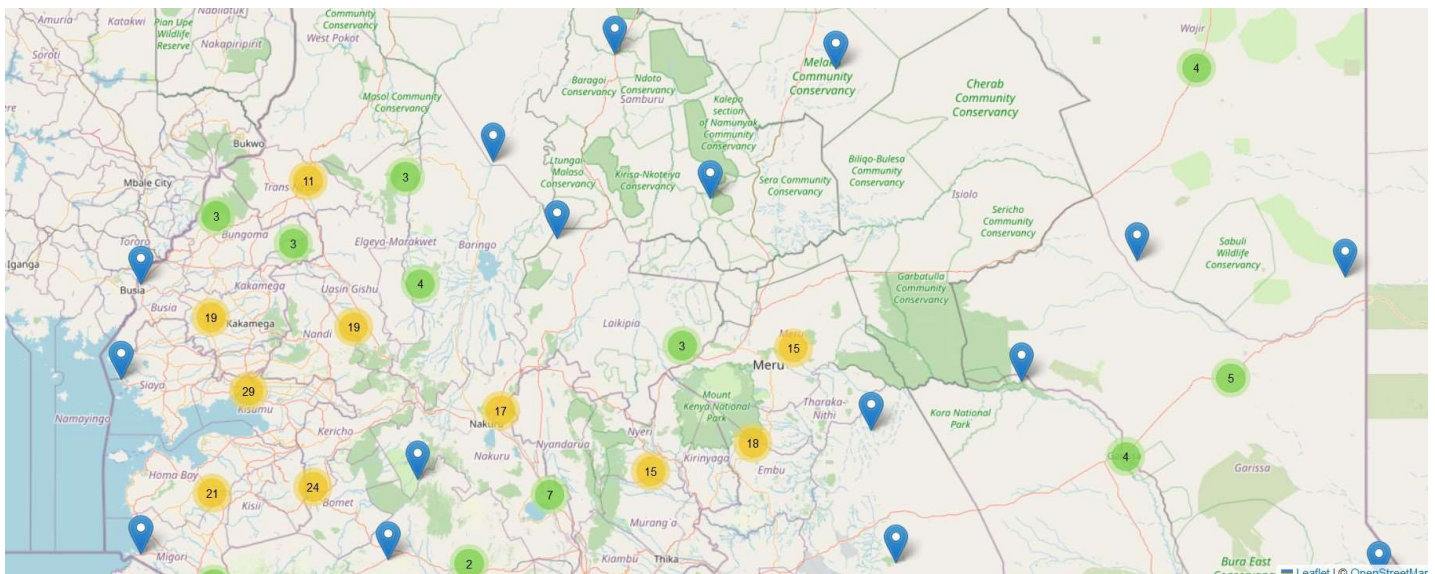 Nabilatuk
Amuria
Katakwi
Pian Upe
Wildlife
Reserve
Nakapiripirit
Soroti
Community
Conservancy
West Pokot
Masol Community
Conservancy
Baragoi
Conservancy
Ndoto
Conservancy
Samburu
Kalepo
section
of Namunyak
Community
Conservancy
Community
Conservancy
Cherab
Community
Conservancy
Wajir
4
Bukwo
Mbale City
Trans
11
3
Ltungai
Malaso
Conservancy
Kirisa-Nkoteiya
Conservancy
Sera Community
Conservancy
Biliqo-Bulesa
Community
Conservancy
Isiolo
Sericho
Community
Conservancy
Sabuli
Wildlife
Conservancy
3
Bungoma
3
Tororo
Iganga
Elgeyo-Marakwet
Baringo
Busia
Kakamega
Uasin Gishu
4
Garbatulla
Community
Conservancy
Busia
19
Kakamega
Nandi
19
Laikipia
3
Meru
15
Meru
Siaya
29
Kisumu
Namayingo
Kericho
17
Nakuru
Nyandarua
Nyeri
Mount
Kenya National
Park
Tharaka-
Nithi
Kora National
Park
5
Homa Bay
21
Kisii
24
Bomet
Nakuru
7
15
Kirinyaga
18
Embu
4
Garissa
Murang'a
Migori
2
Kiambu
Thika
Bura East
Leaflet | © OpenStreetMap